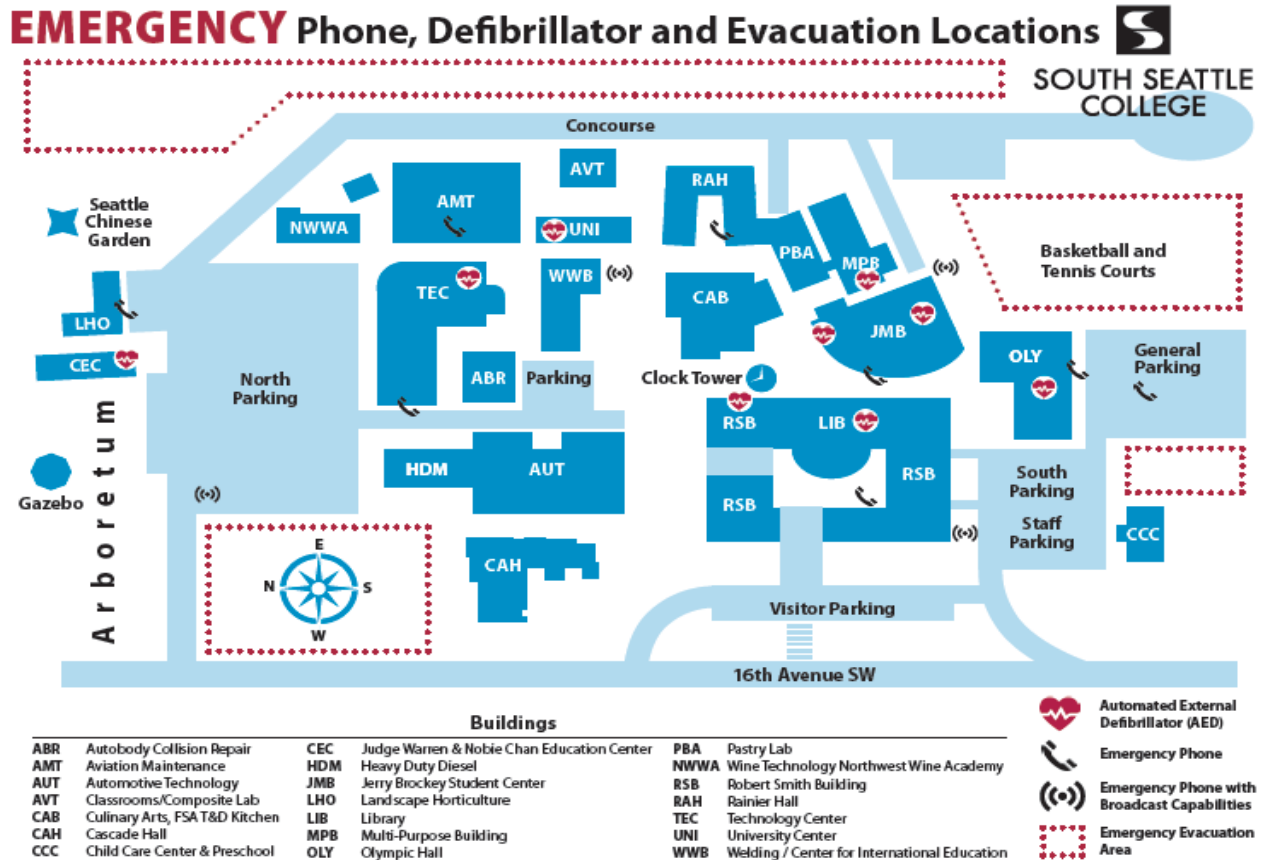 EMERGENCY Phone, Defibrillator and Evacuation Locations
SOUTH SEATTLE
COLLEGE
Concourse
AVT
RAH
AMT
Seattle
Chinese
Garden
NWWA
UNI
PBA
MPB
Basketball and
Tennis Courts
WWB
TEC
CAB
LHO
JMB
CEC
OLY
General
Parking
North
Parking
ABR
Parking
Clock Tower
RSB
LIB
HDM
AUT
RSB
South
Parking
Gazebo
Arboretum
RSB
Staff
Parking
CCC
E
N
S
W
CAH
Visitor Parking
16th Avenue SW
Buildings
ABR Autobody Collision Repair
AMT Aviation Maintenance
AUT Automotive Technology
AVT Classrooms/Composite Lab
CAB Culinary Arts, FSA T&D Kitchen
CAH Cascade Hall
CCC Child Care Center & Preschool
CEC Judge Warren & Nobie Chan Education Center
HDM Heavy Duty Diesel
JMB Jerry Brockey Student Center
LHO Landscape Horticulture
LIB Library
MPB Multi-Purpose Building
OLY Olympic Hall
PBA Pastry Lab
NWWA Wine Technology Northwest Wine Academy
RSB Robert Smith Building
RAH Rainier Hall
TEC Technology Center
UNI University Center
WWB Welding / Center for International Education
Automated External
Defibrillator (AED)
Emergency Phone
Emergency Phone with
Broadcast Capabilities
Emergency Evacuation
Area